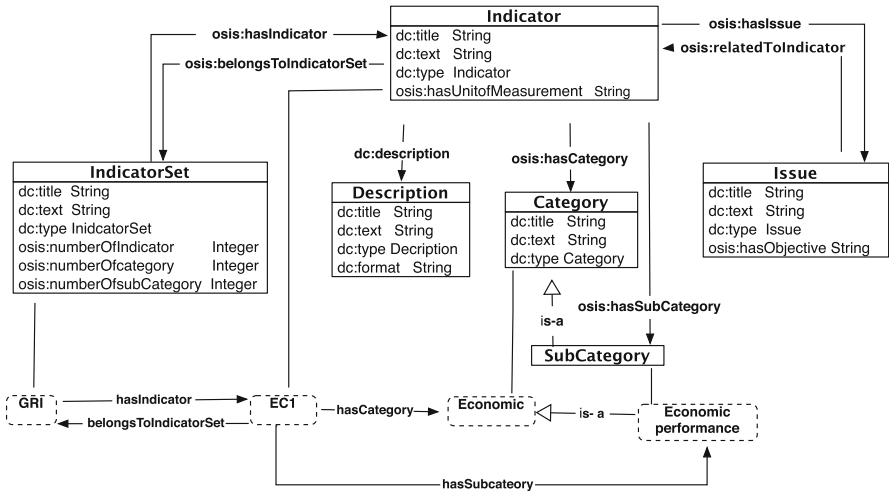 Indicator
dc:title String
dc:text String
dc:type Indicator
osis:hasUnitofMeasurement String
osis:hasIndicator
osis:belongsToIndicatorSet
osis:hasIssue
osis:relatedToIndicator
dc:description
osis:hasCategory
IndicatorSet
dc:title String
dc:text String
dc:type InidcatorSet
osis:numberOfIndicator Integer
osis:numberOfcategory Integer
osis:numberOfsubCategory Integer
Description
dc:title String
dc:text String
dc:type Decription
dc:format String
Category
dc:title String
dc:text String
dc:type Category
Issue
dc:title String
dc:text String
dc:type Issue
osis:hasObjective String
is-a
osis:hasSubCategory
SubCategory
GRI
hasIndicator
belongsToIndicatorSet
EC1
hasCategory
Economic
is- a
Economic
performance
hasSubcateory